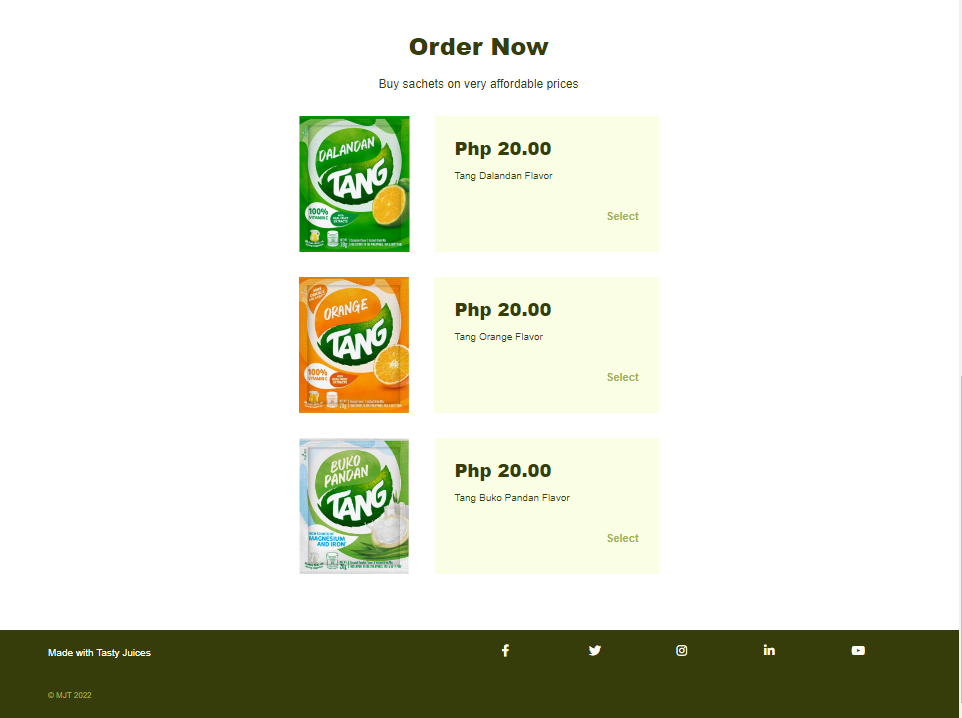 Order Now
Buy sachets on very affordable prices
DALANDAN
TANG
100%
VITAMIN C
Php 20.00
Tang Dalandan Flavor
Select
ORANGE
TANG
100%
VITAMIN C
Php 20.00
Tang Orange Flavor
Select
BUKO
PANDAN
TANG
MAGNESIUM
AND IRON
Php 20.00
Tang Buko Pandan Flavor
Select
Made with Tasty Juices
© MJT 2022